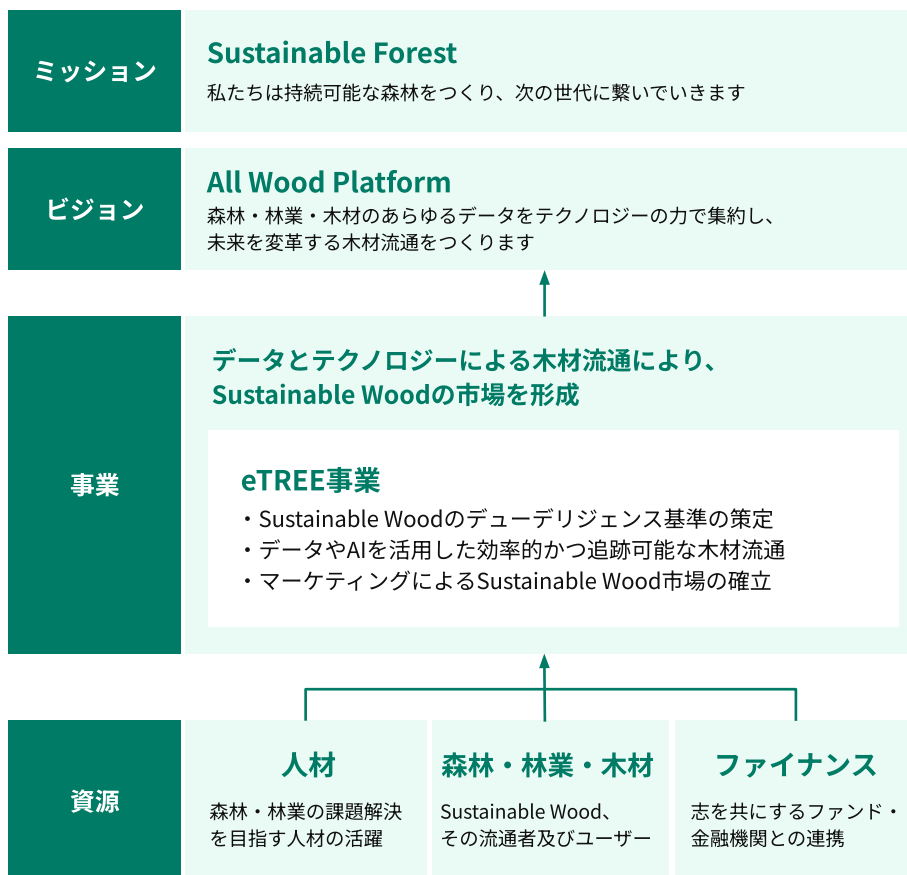 ミッション
Sustainable Forest
私たちは持続可能な森林をつくり、次の世代に繋いでいきます
ビジョン
All Wood Platform
森林・林業・木材のあらゆるデータをテクノロジーの力で集約し、
未来を変革する木材流通をつくります
事業
データとテクノロジーによる木材流通により、
Sustainable Woodの市場を形成
eTREE事業
・Sustainable Woodのデューデリジェンス基準の策定
・データやAIを活用した効率的かつ追跡可能な木材流通
・マーケティングによるSustainable Wood市場の確立
資源
人材
森林・林業の課題解決
を目指す人材の活躍
森林・林業・木材
Sustainable Wood、
その流通者及びユーザー
ファイナンス
志を共にするファンド・
金融機関との連携